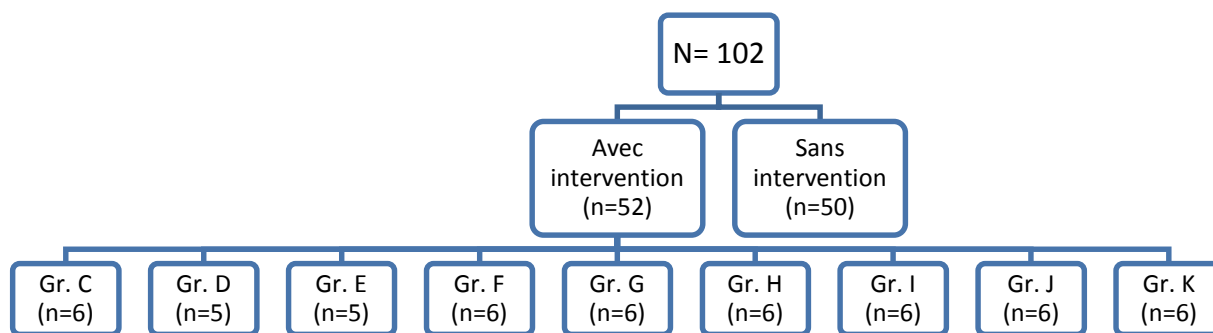 N= 102
Avec
intervention
(n=52)
Sans
intervention
(n=50)
Gr. C
(n=6)
Gr. D
(n=5)
Gr. E
(n=5)
Gr. F
(n=6)
Gr. G
(n=6)
Gr. H
(n=6)
Gr. I
(n=6)
Gr. J
(n=6)
Gr. K
(n=6)